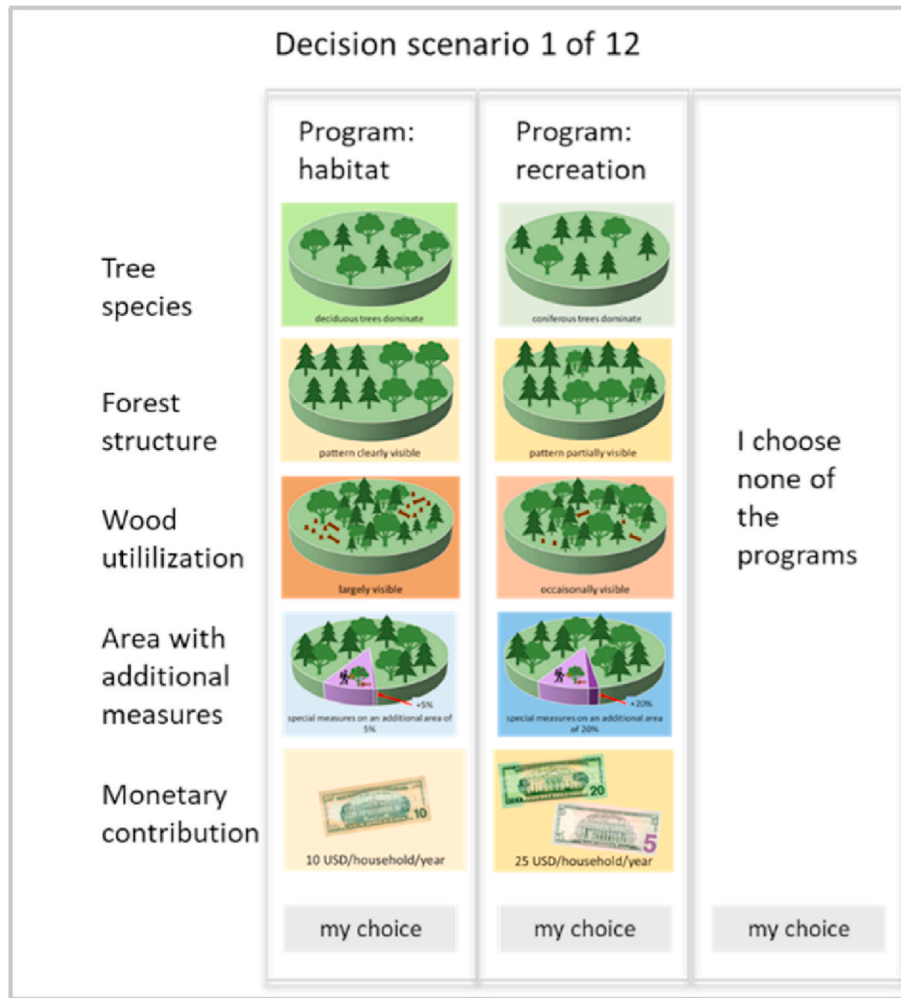 Decision scenario 1 of 12
Program:
habitat
Program:
recreation
Tree
species
deciduous trees dominate
coniferous trees dominate
Forest
structure
pattern clearly visible
pattern partially visible
Wood
utililization
largely visible
occaisonally visible
I choose
none of
the
programs
Area with
additional
measures
+5%
special measures on an additional area of
5%
+20%
special measures on an additional area
of 20%
Monetary
contribution
10
10 USD/household/year
20
5
25 USD/household/year
my choice
my choice
my choice